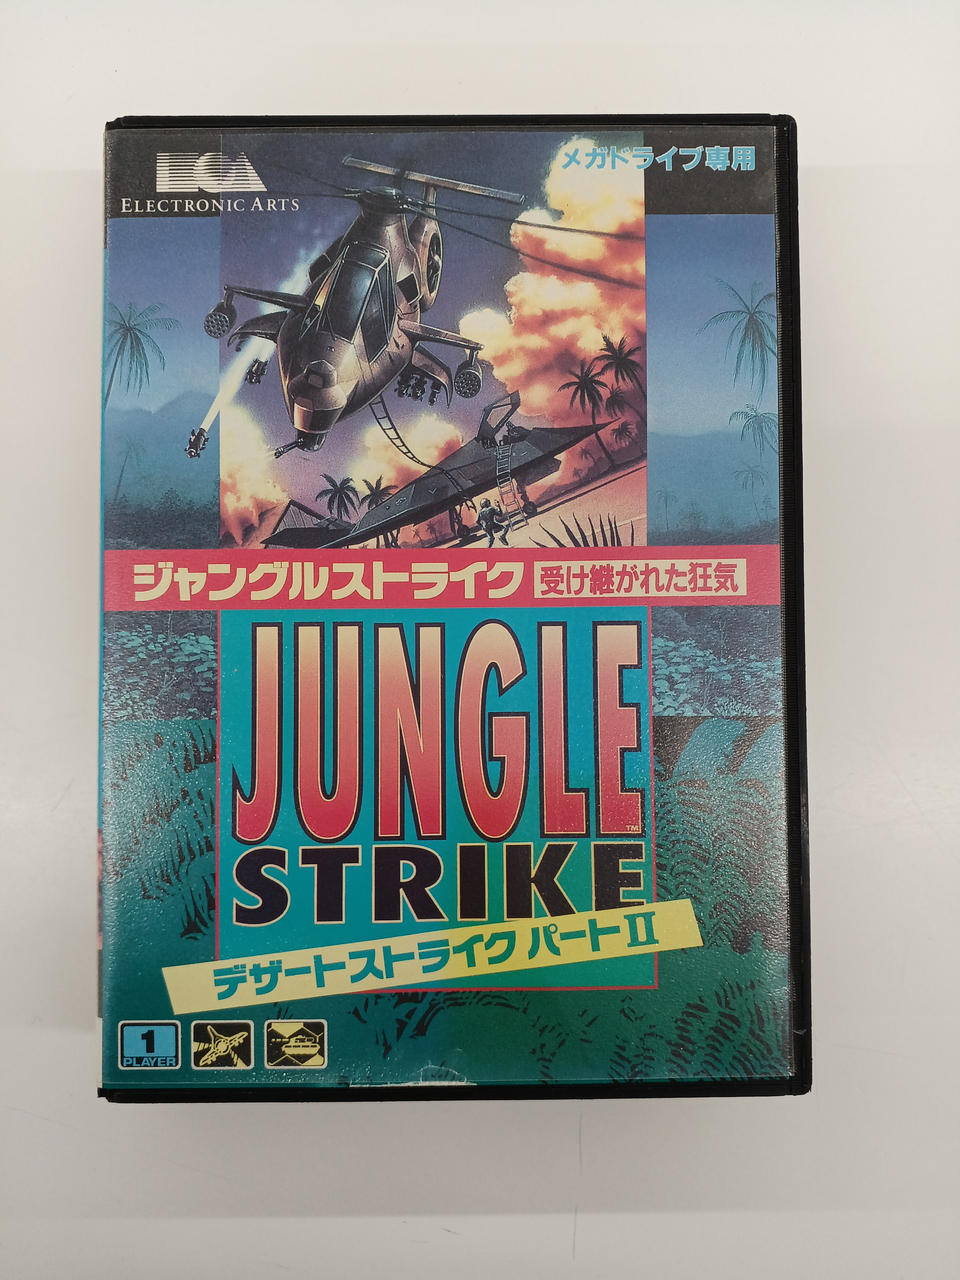 ELECTRONIC ARTS
メガドライブ専用
ジャングルストライク 受け継がれた狂気
JUNGLE
TM
STRIKE
デザートストライク パートII
1
PLAYER